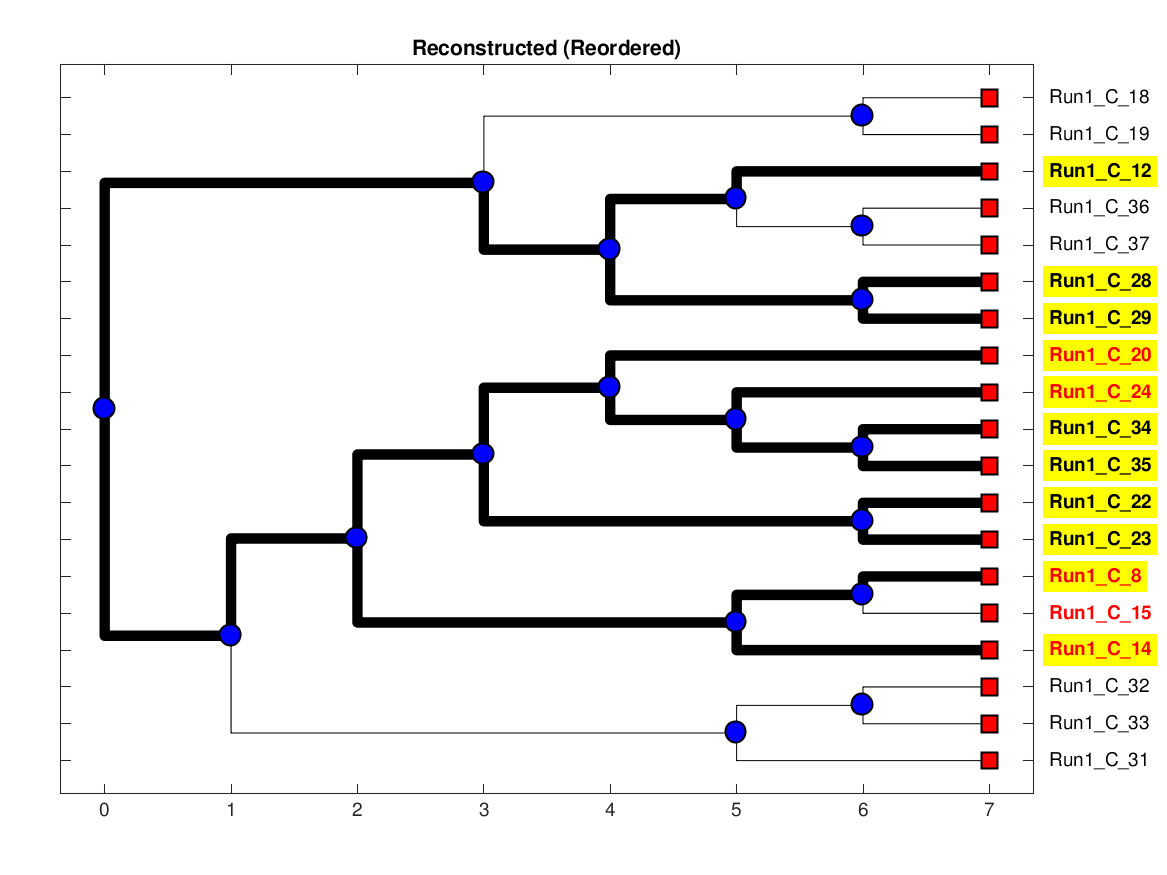 Reconstructed (Reordered)
Run1_C_18
Run1_C_19
Run1_C_12
Run1_C_36
Run1_C_37
Run1_C_28
Run1_C_29
Run1_C_20
Run1_C_24
Run1_C_34
Run1_C_35
Run1_C_22
Run1_C_23
Run1_C_8
Run1_C_15
Run1_C_14
Run1_C_32
Run1_C_33
Run1_C_31
0 1 2 3 4 5 6 7